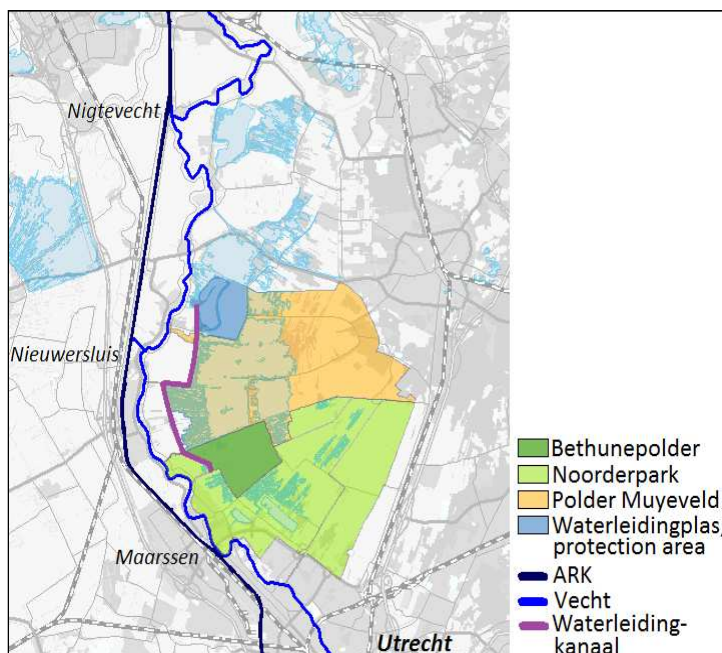 Nigtevecht
Nieuwersluis
Maarssen
Utrecht
Bethunepolder
Noorderpark
Polder Muyeveld
Waterleidingplas,
protection area
ARK
Vecht
Waterleiding-
kanaal